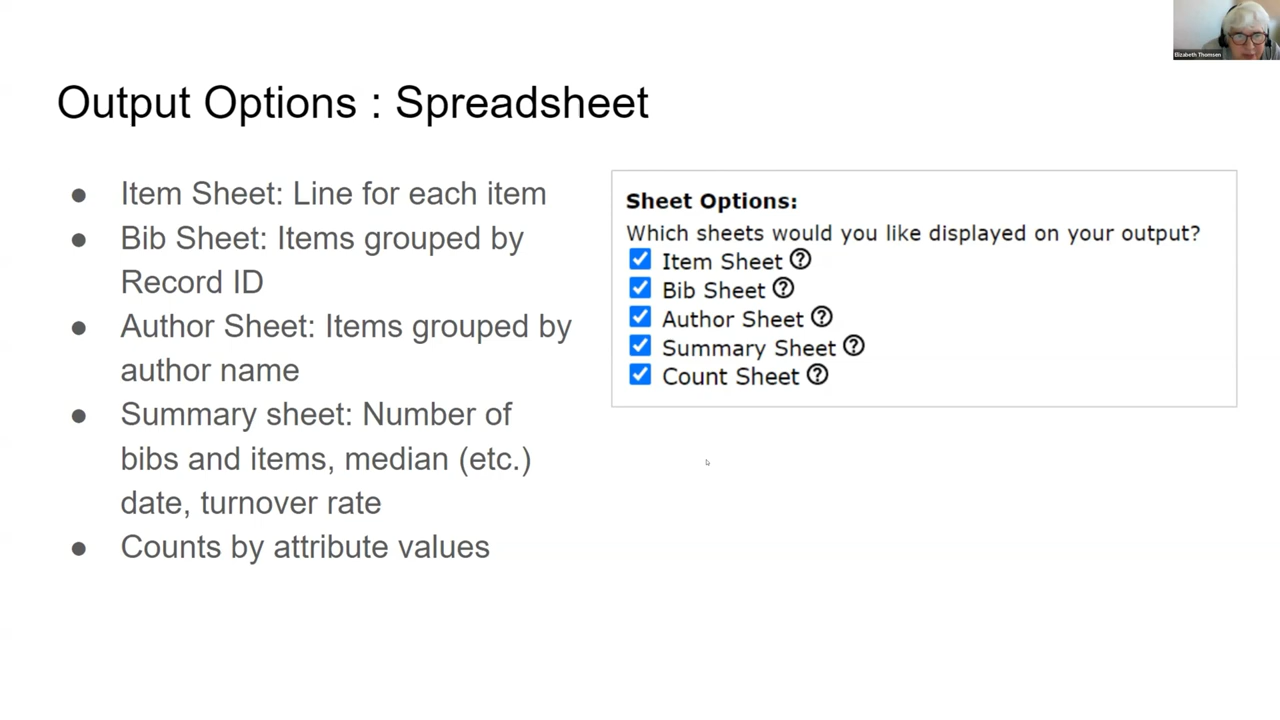 Elizabeth Thomsen
Output Options : Spreadsheet
● Item Sheet: Line for each item
● Bib Sheet: Items grouped by
Record ID
● Author Sheet: Items grouped by
author name
● Summary sheet: Number of
bibs and items, median (etc.)
date, turnover rate
● Counts by attribute values
Sheet Options:
Which sheets would you like displayed on your output?
Item Sheet ?
Bib Sheet ?
Author Sheet ?
Summary Sheet ?
Count Sheet ?